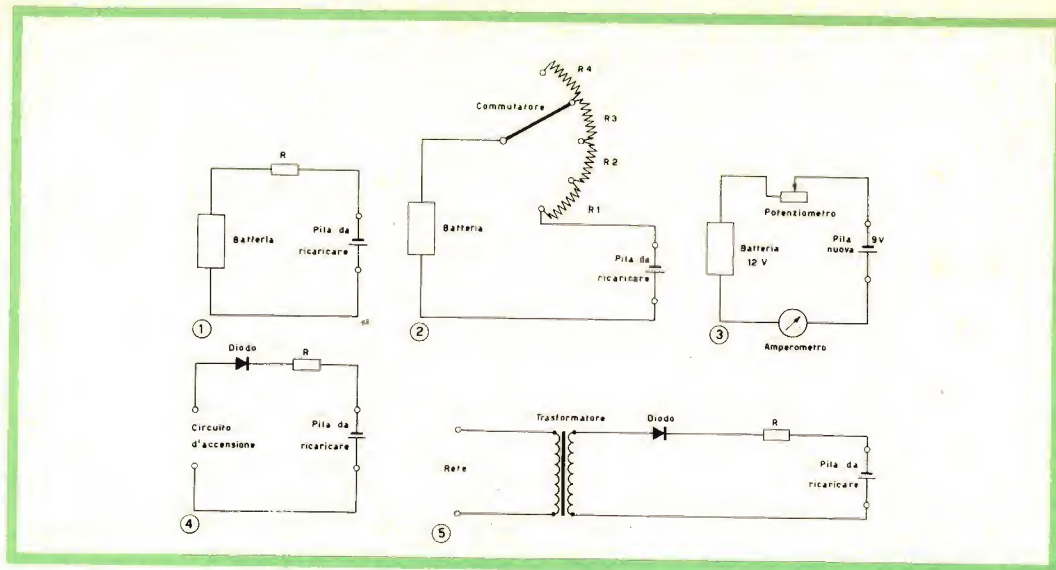 R
Batteria
Pila da
ricaricare
1
Commutatore
R4
R3
R2
R1
Batteria
Pila da
ricaricare
2
Potenziometro
Batteria
12 V
Pila
nuova
9V
Amperometro
3
Diodo
R
Circuito
d'accensione
Pila da
ricaricare
4
Trasformatore
Diodo
R
Rete
Pila da
ricaricare
5